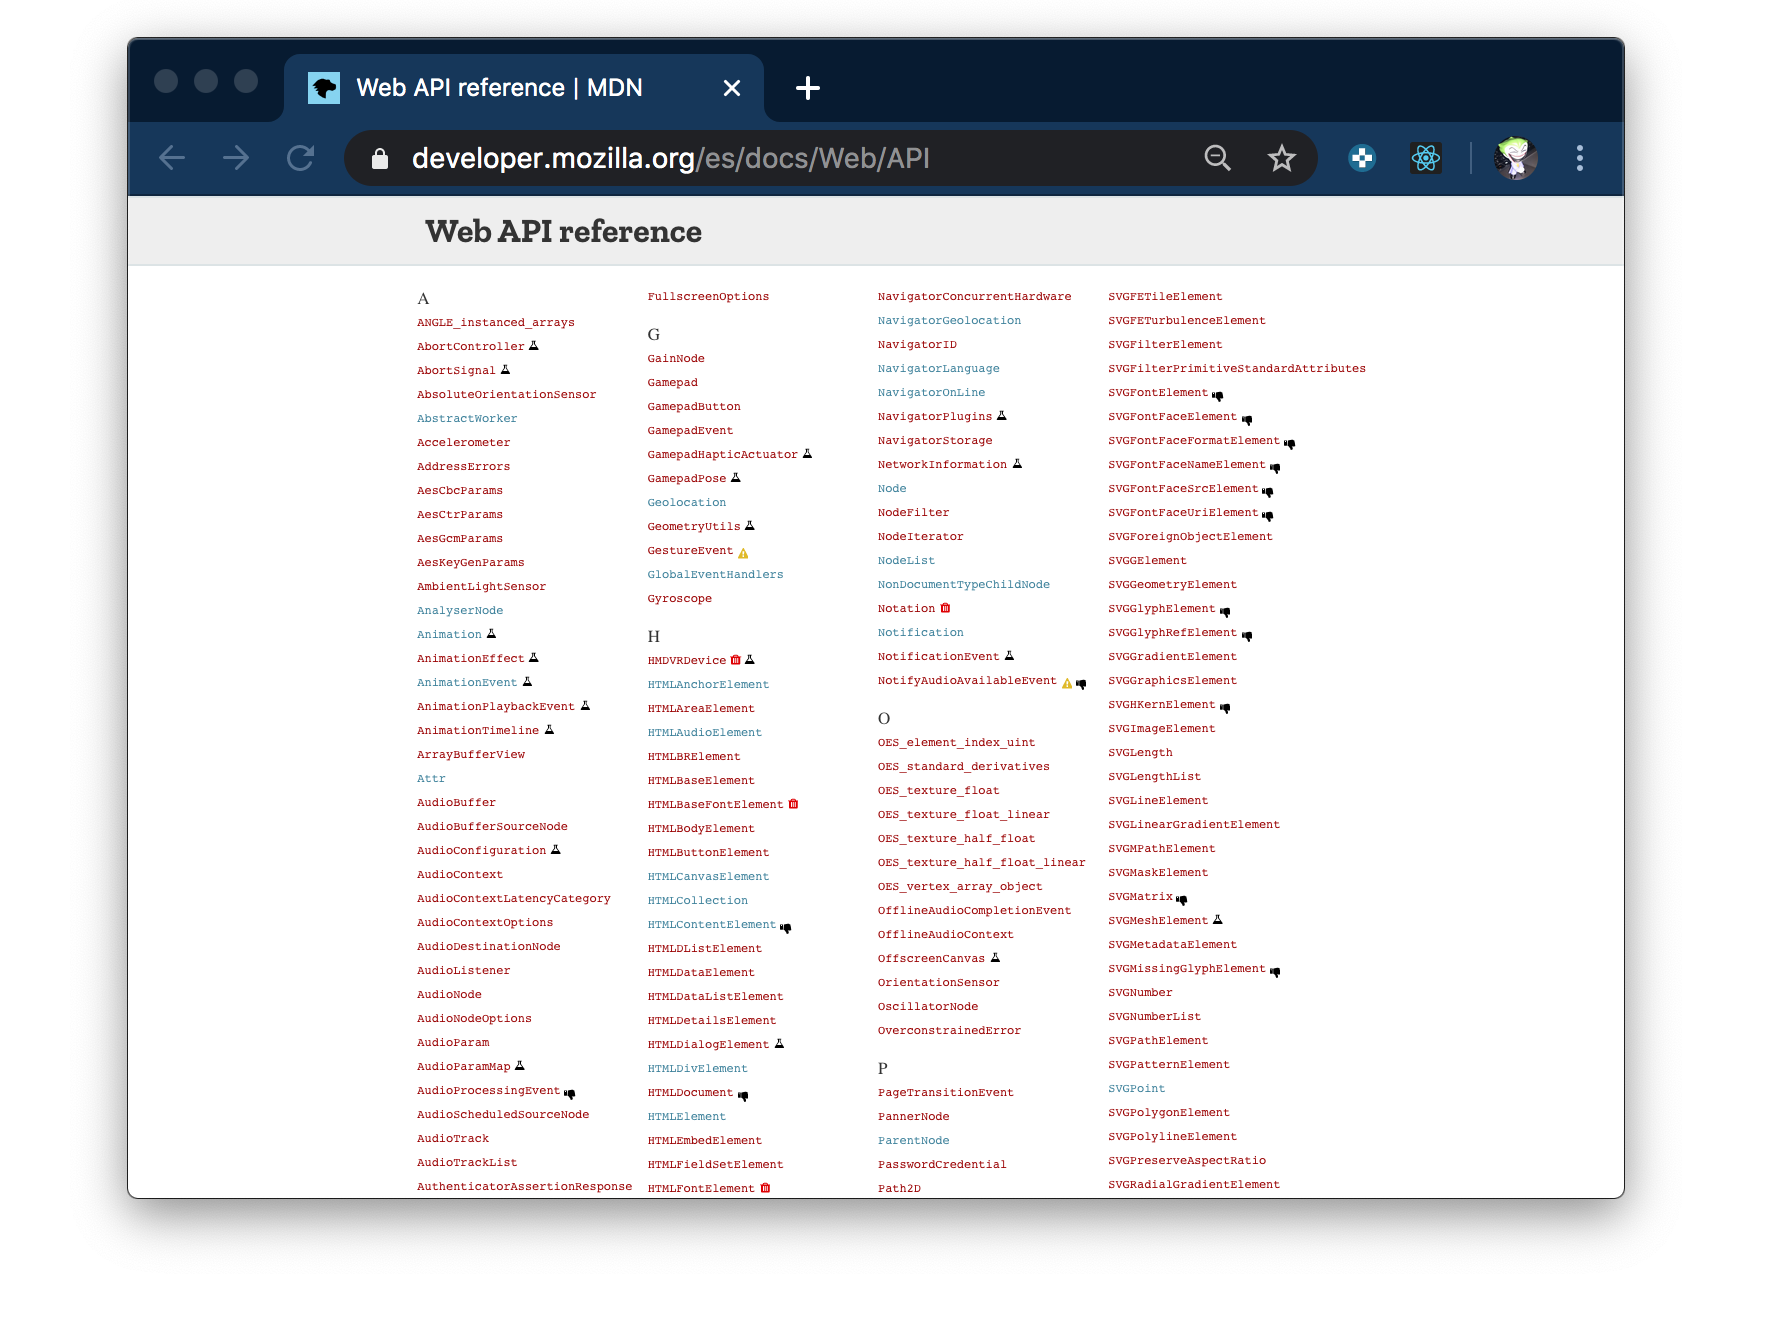 Web API reference | MDN
developer.mozilla.org/es/docs/Web/API
Web API reference
A
ANGLE_instanced_arrays
AbortController
AbortSignal
AbsoluteOrientationSensor
AbstractWorker
Accelerometer
AddressErrors
AesCbcParams
AesCtrParams
AesGcmParams
AesKeyGenParams
AmbientLightSensor
AnalyserNode
Animation
AnimationEffect
AnimationEvent
AnimationPlaybackEvent
AnimationTimeline
ArrayBufferView
Attr
AudioBuffer
AudioBufferSourceNode
AudioConfiguration
AudioContext
AudioContextLatencyCategory
AudioContextOptions
AudioDestinationNode
AudioListener
AudioNode
AudioNodeOptions
AudioParam
AudioParamMap
AudioProcessingEvent
AudioScheduledSourceNode
AudioTrack
AudioTrackList
AuthenticatorAssertionResponse
FullscreenOptions
G
GainNode
Gamepad
GamepadButton
GamepadEvent
GamepadHapticActuator
GamepadPose
Geolocation
GeometryUtils
GestureEvent
GlobalEventHandlers
Gyroscope
H
HMDVRDevice
HTMLAnchorElement
HTMLAreaElement
HTMLAudioElement
HTMLBRElement
HTMLBaseElement
HTMLBaseFontElement
HTMLBodyElement
HTMLButtonElement
HTMLCanvasElement
HTMLCollection
HTMLContentElement
HTMLDListElement
HTMLDataElement
HTMLDataListElement
HTMLDetailsElement
HTMLDialogElement
HTMLDivElement
HTMLDocument
HTMLElement
HTMLEmbedElement
HTMLFieldSetElement
HTMLFontElement
NavigatorConcurrentHardware
NavigatorGeolocation
NavigatorID
NavigatorLanguage
NavigatorOnLine
NavigatorPlugins
NavigatorStorage
NetworkInformation
Node
NodeFilter
NodeIterator
NodeList
NonDocumentTypeChildNode
Notation
Notification
NotificationEvent
NotifyAudioAvailableEvent
O
OES_element_index_uint
OES_standard_derivatives
OES_texture_float
OES_texture_float_linear
OES_texture_half_float
OES_texture_half_float_linear
OES_vertex_array_object
OfflineAudioCompletionEvent
OfflineAudioContext
OffscreenCanvas
OrientationSensor
OscillatorNode
OverconstrainedError
P
PageTransitionEvent
PannerNode
ParentNode
PasswordCredential
Path2D
SVGFETileElement
SVGFETurbulenceElement
SVGFilterElement
SVGFilterPrimitiveStandardAttributes
SVGFontElement
SVGFontFaceElement
SVGFontFaceFormatElement
SVGFontFaceNameElement
SVGFontFaceSrcElement
SVGFontFaceUriElement
SVGForeignObjectElement
SVGGElement
SVGGeometryElement
SVGGlyphElement
SVGGlyphRefElement
SVGGradientElement
SVGGraphicsElement
SVGHKernElement
SVGImageElement
SVGLength
SVGLengthList
SVGLineElement
SVGLinearGradientElement
SVGMPathElement
SVGMaskElement
SVGMatrix
SVGMeshElement
SVGMetadataElement
SVGMissingGlyphElement
SVGNumber
SVGNumberList
SVGPathElement
SVGPatternElement
SVGPoint
SVGPolygonElement
SVGPolylineElement
SVGPreserveAspectRatio
SVGRadialGradientElement